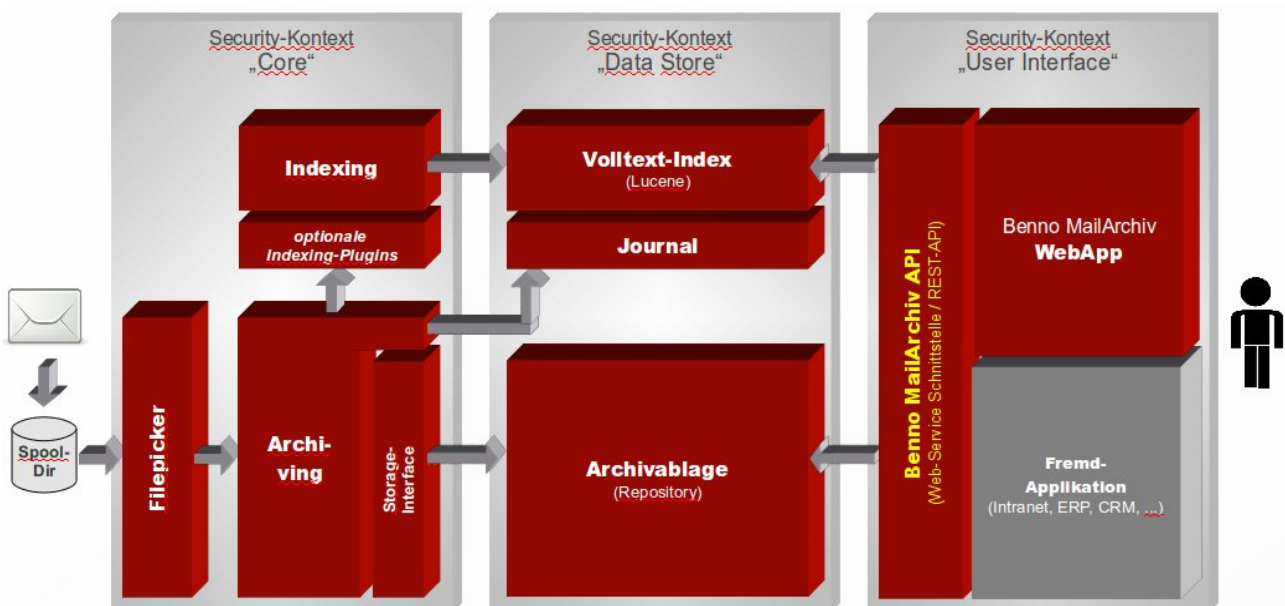 Security-Kontext
„Core“
Security-Kontext
„Data Store“
Security-Kontext
„User Interface“
Indexing
optionale
Indexing-Plugins
Volltext-Index
(Lucene)
Journal
Spool-
Dir
Filepicker
Archi-
ving
Storage-
Interface
Archivablage
(Repository)
Benno MailArchiv API
(Web-Service Schnittstelle / REST-API)
Benno MailArchiv
WebApp
Fremd-
Applikation
(Intranet, ERP, CRM, ...)